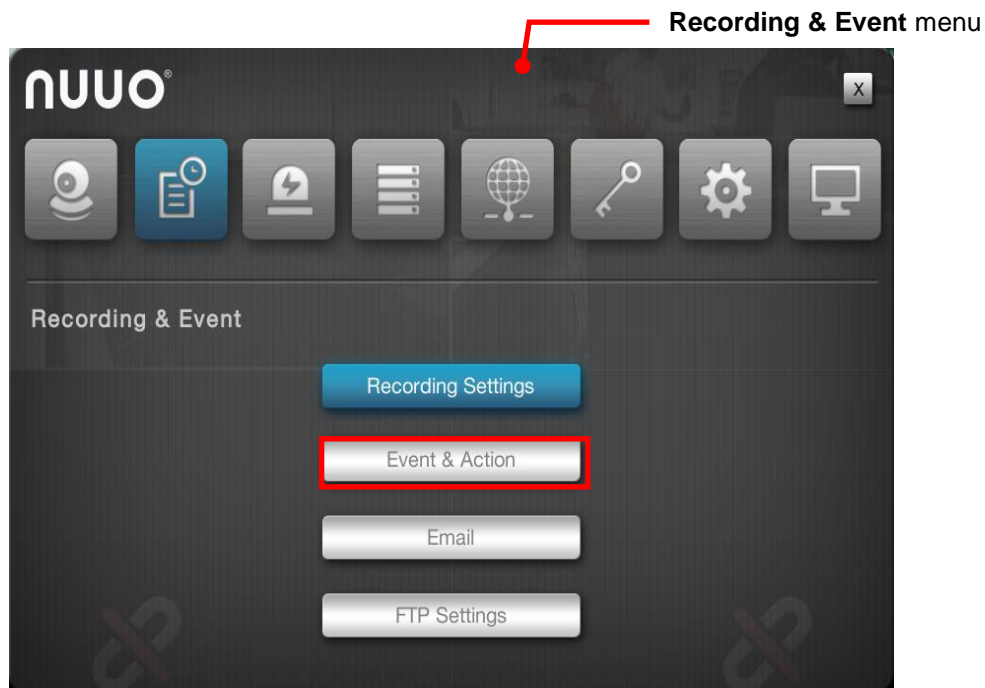 Recording & Event menu
nuuo®
X
Recording & Event
Recording Settings
Event & Action
Email
FTP Settings